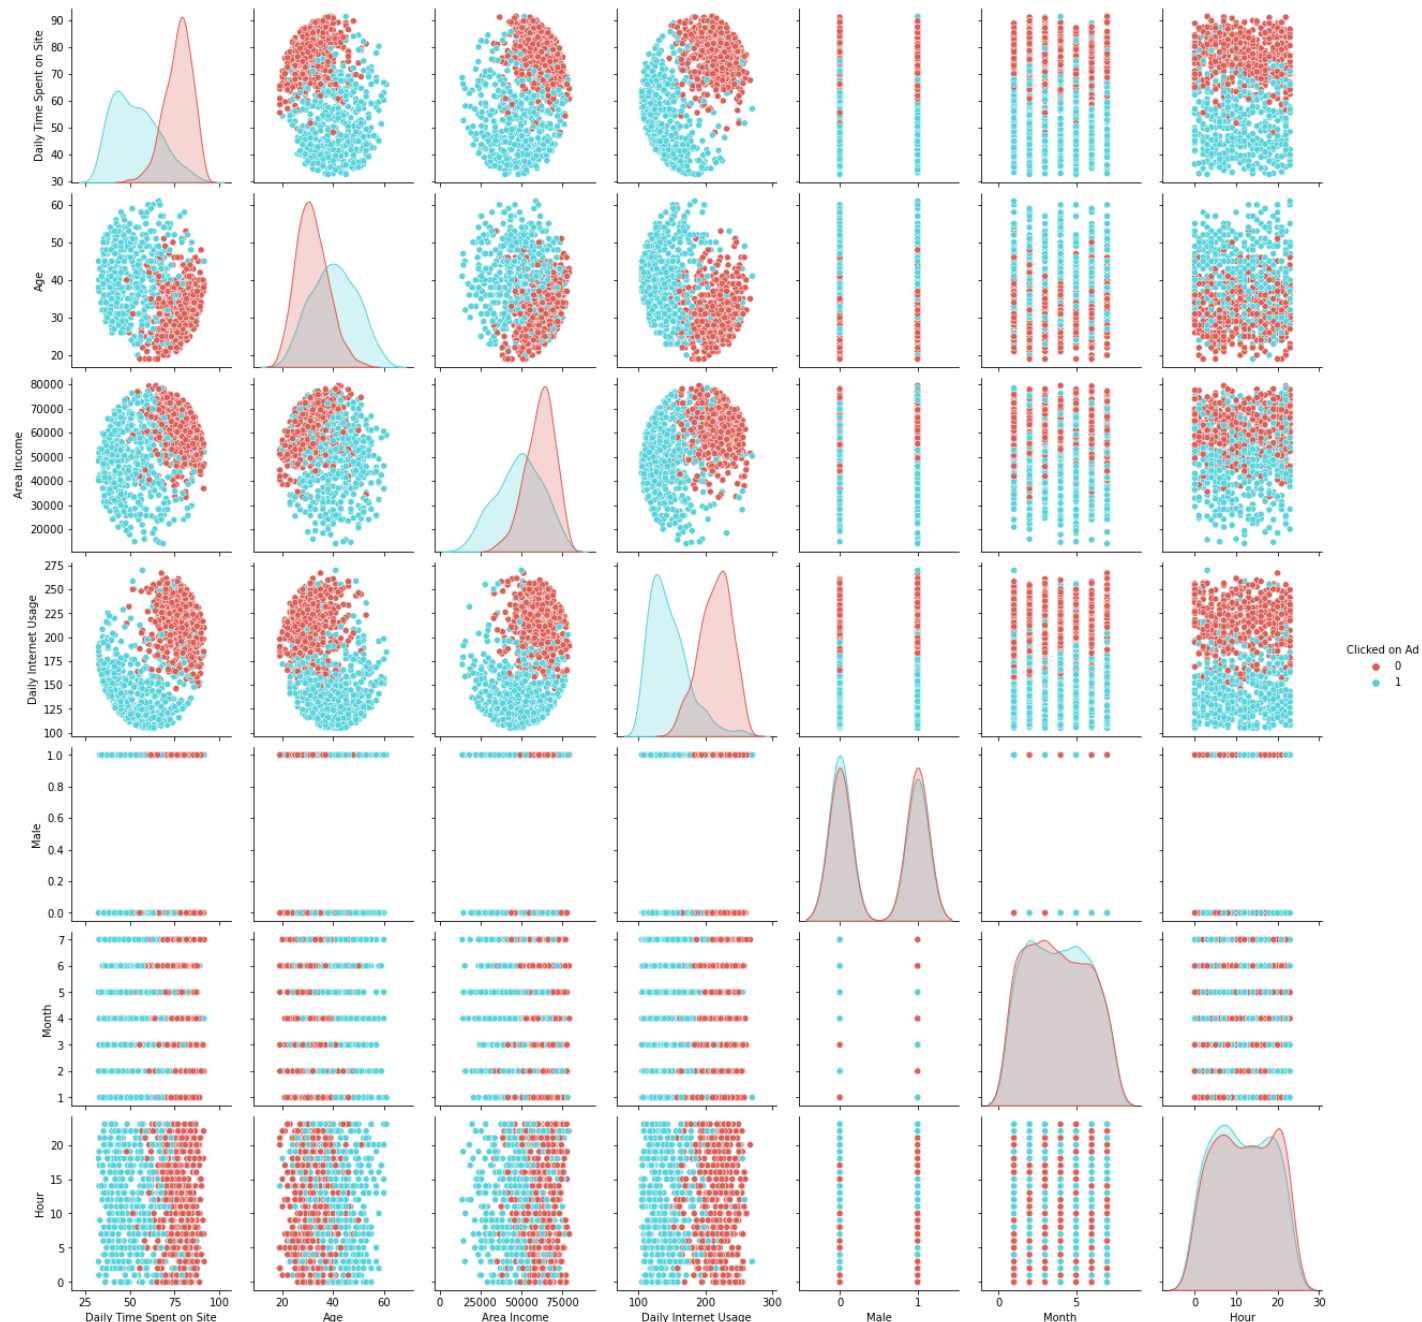 90
80
70
60
50
40
30
Daily Time Spent on Site
60
50
40
30
20
Age
80000
70000
60000
50000
40000
30000
20000
Area Income
275
250
225
200
175
150
125
100
Daily Internet Usage
Clicked on Ad
0
1
1.0
0.8
0.6
0.4
0.2
0.0
Male
7
6
5
4
3
2
1
Month
20
15
10
5
0
Hour
25 50 75 100
20 40 60
0 25000 50000 75000
100 200 300
0 1
0 5
0 10 20 30
Daily Time Spent on Site
Age
Area Income
Daily Internet Usage
Male
Month
Hour